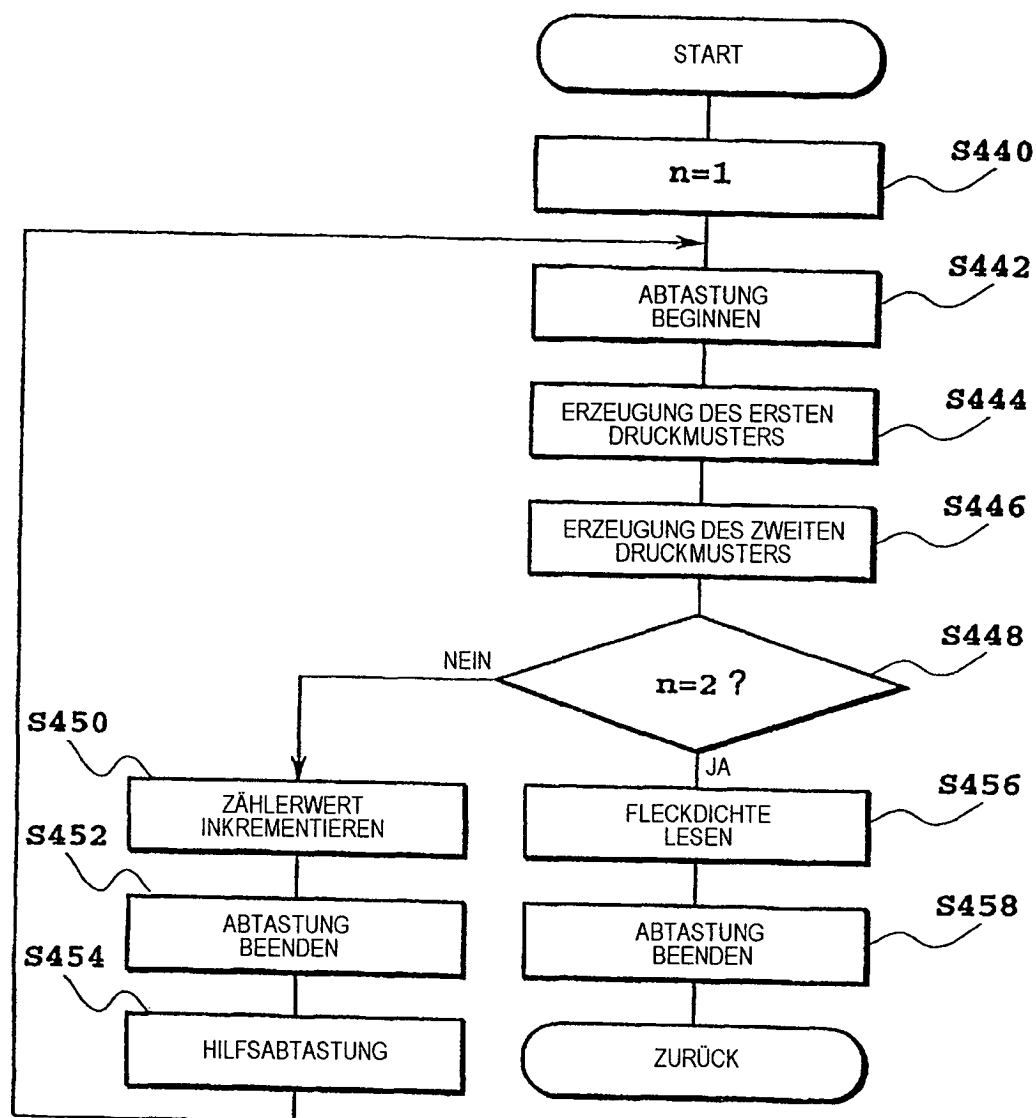 START
n=1
S440
ABTASTUNG
BEGINNEN
S442
ERZEUGUNG DES ERSTEN
DRUCKMUSTERS
S444
ERZEUGUNG DES ZWEITEN
DRUCKMUSTERS
S446
n=2 ?
S448
NEIN
JA
S450
ZÄHLERWERT
INKREMENTIEREN
S452
ABTASTUNG
BEENDEN
S454
HILFSABTASTUNG
FLECKDICHTE
LESEN
S456
ABTASTUNG
BEENDEN
S458
ZURÜCK